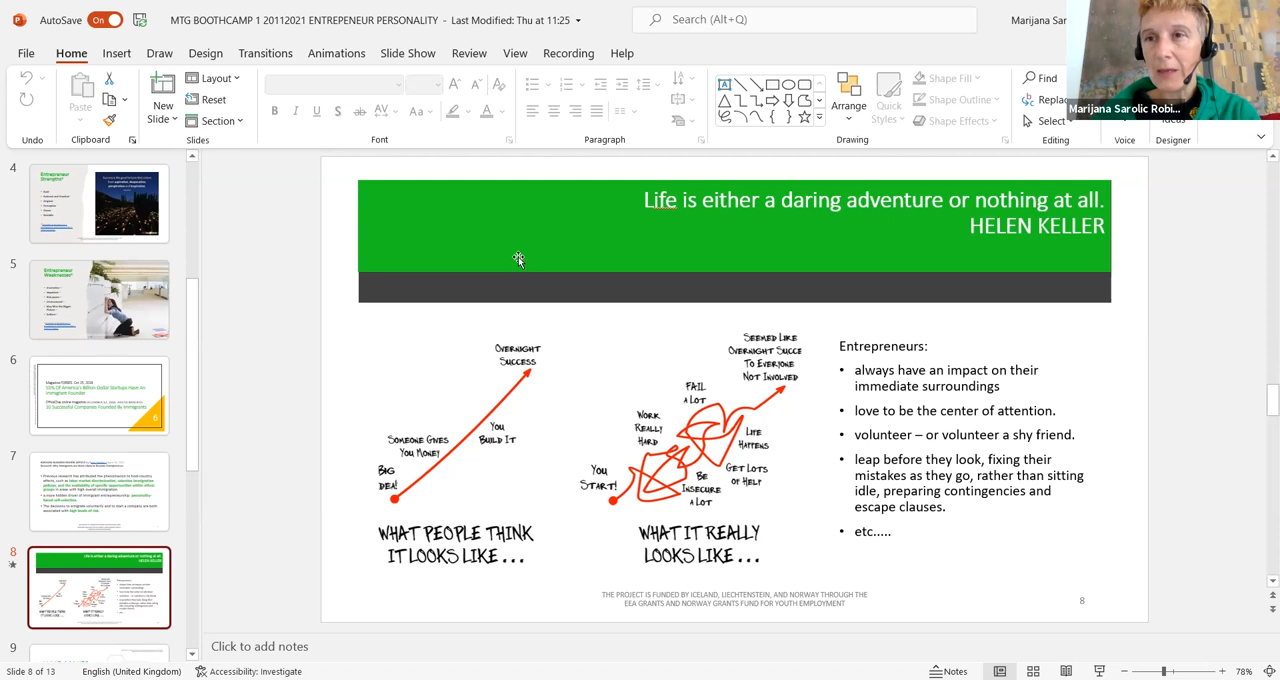 AutoSave On
MTG BOOTHCAMP 1 20112021 ENTREPENEUR PERSONALITY - Last Modified: Thu at 11:25
Search (Alt+Q)
Marijana Sar
File Home Insert Draw Design Transitions Animations Slide Show Review View Recording Help
Paste
New
Slide
Layout
Reset
Section
Arrange
Quick
Styles
Shape Fill
Shape Outline
Shape Effects
Find
Replac
Select
Marijana Sarolic Robi...
Undo Clipboard Slides Font Paragraph Drawing Editing Voice Designer
4
5
6
7
8
9
Life is either a daring adventure or nothing at all.
HELEN KELLER
OVERNIGHT
SUCCESS
SOMEONE GIVES
YOU MONEY
YOU
BUILD IT
BIG
IDEA!
WHAT PEOPLE THINK
IT LOOKS LIKE...
SEEMED LIKE
OVERNIGHT SUCCE
TO EVERYONE
NOT INVOLVED
FAIL
A LOT
WORK
REALLY
HARD
LIFE
HAPPENS
YOU
START!
BE
INSECURE
A LOT
GET LOTS
OF HELP
WHAT IT REALLY
LOOKS LIKE...
Entrepreneurs:
• always have an impact on their
immediate surroundings
• love to be the center of attention.
• volunteer – or volunteer a shy friend.
• leap before they look, fixing their
mistakes as they go, rather than sitting
idle, preparing contingencies and
escape clauses.
• etc.....
THE PROJECT IS FUNDED BY ICELAND, LIECHTENSTEIN, AND NORWAY THROUGH THE
EEA GRANTS AND NORWAY GRANTS FUND FOR YOUTH EMPLOYMENT
8
Click to add notes
Slide 8 of 13 English (United Kingdom) Accessibility: Investigate
Notes
78%